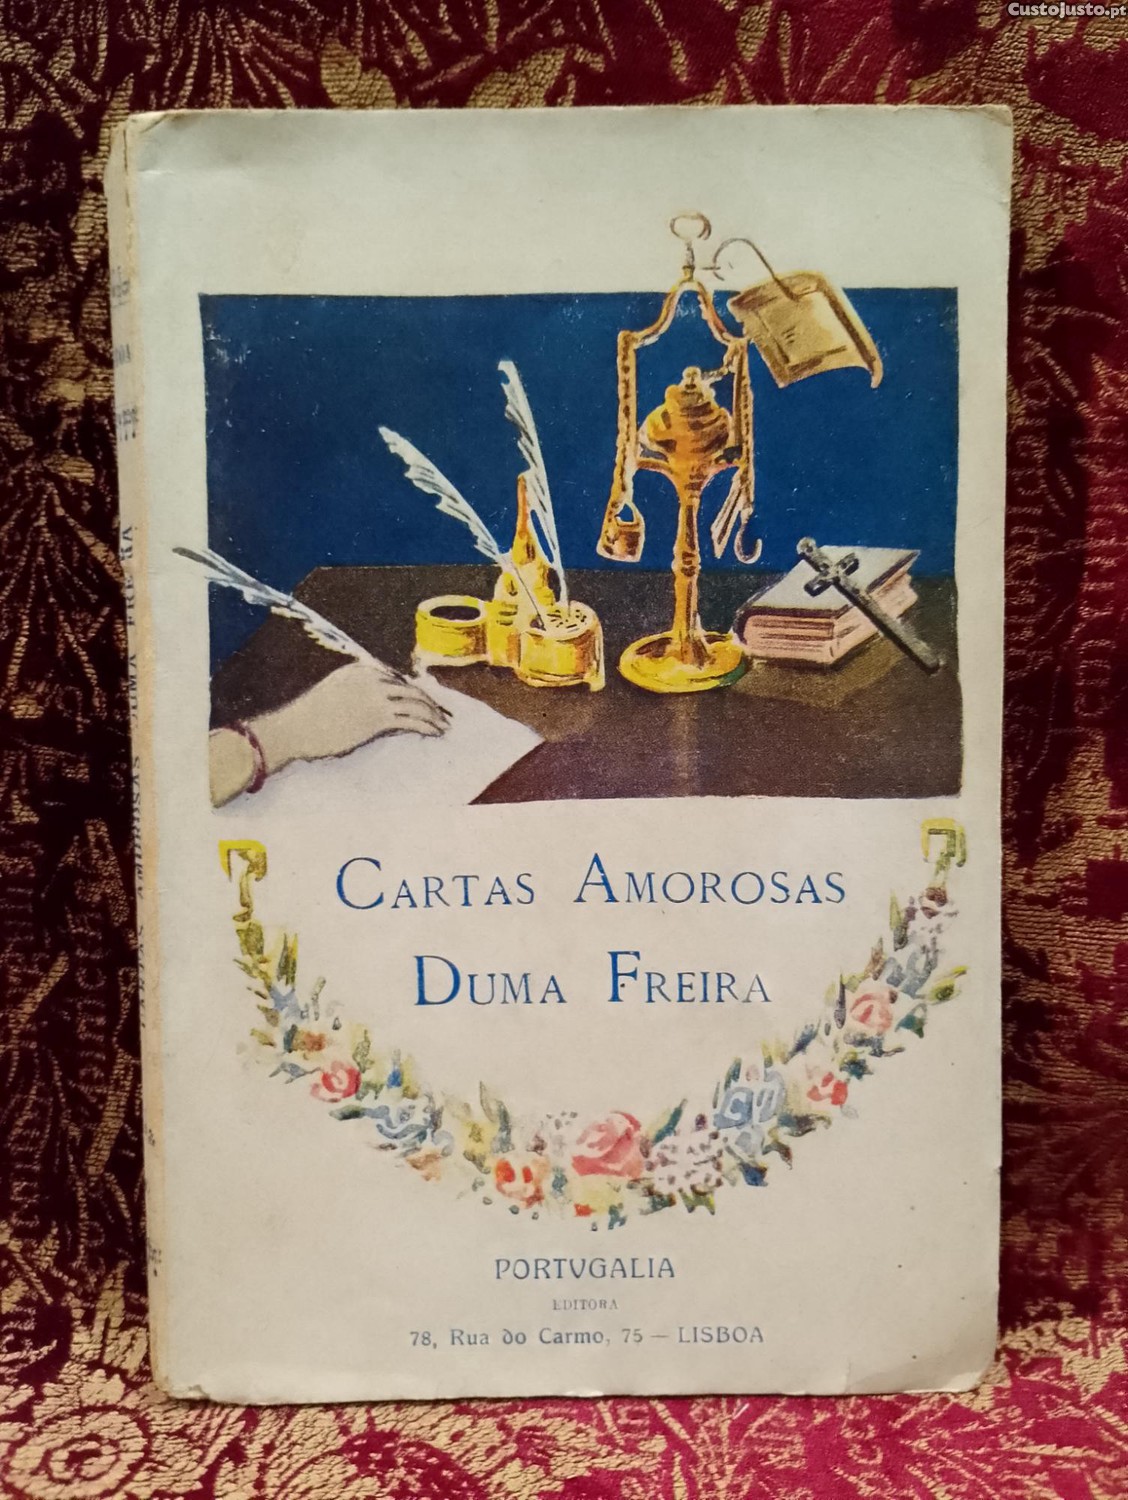 CustoJusto.pt
CARTAS AMOROSAS
DUMA FREIRA
PORTVGALIA
EDITORA
78, Rua do Carmo, 75 — LISBOA